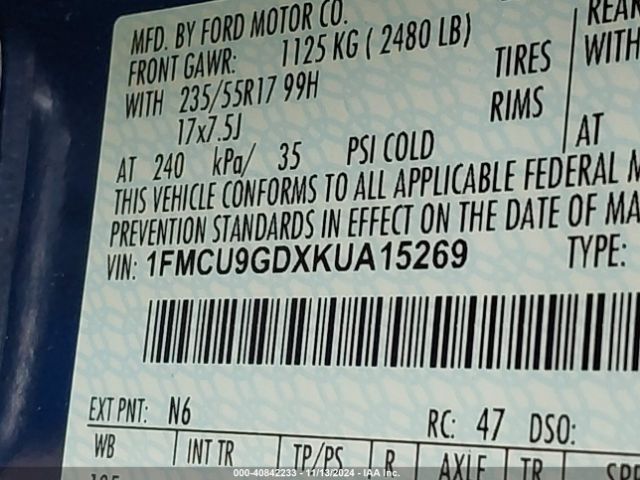 MFD. BY FORD MOTOR CO.
FRONT GAWR: 1125 KG ( 2480 LB)
WITH 235/55R17 99H TIRES
17x7.5J RIMS
AT 240 kPa/ 35 PSI COLD
REAR
WITH
AT
THIS VEHICLE CONFORMS TO ALL APPLICABLE FEDERAL M
PREVENTION STANDARDS IN EFFECT ON THE DATE OF MA
VIN: 1FMCU9GDXKUA15269 TYPE:
EXT PNT: N6 RC: 47 DSO:
WB INT TR TP/PS R AXLE TR SPR
000-40842233 - 11/13/2024 - IAA Inc.